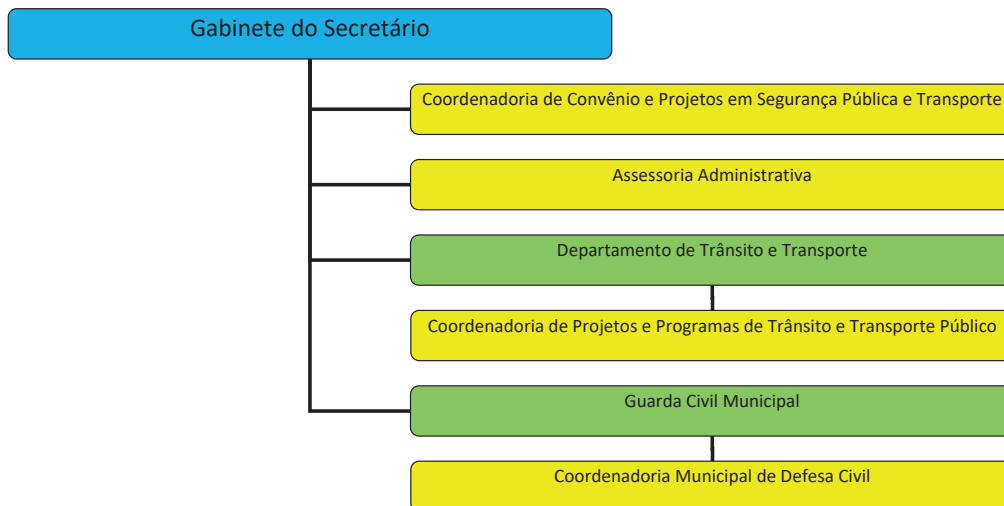 Gabinete do Secretário
Coordenadoria de Convênio e Projetos em Segurança Pública e Transporte
Assessoria Administrativa
Departamento de Trânsito e Transporte
Coordenadoria de Projetos e Programas de Trânsito e Transporte Público
Guarda Civil Municipal
Coordenadoria Municipal de Defesa Civil